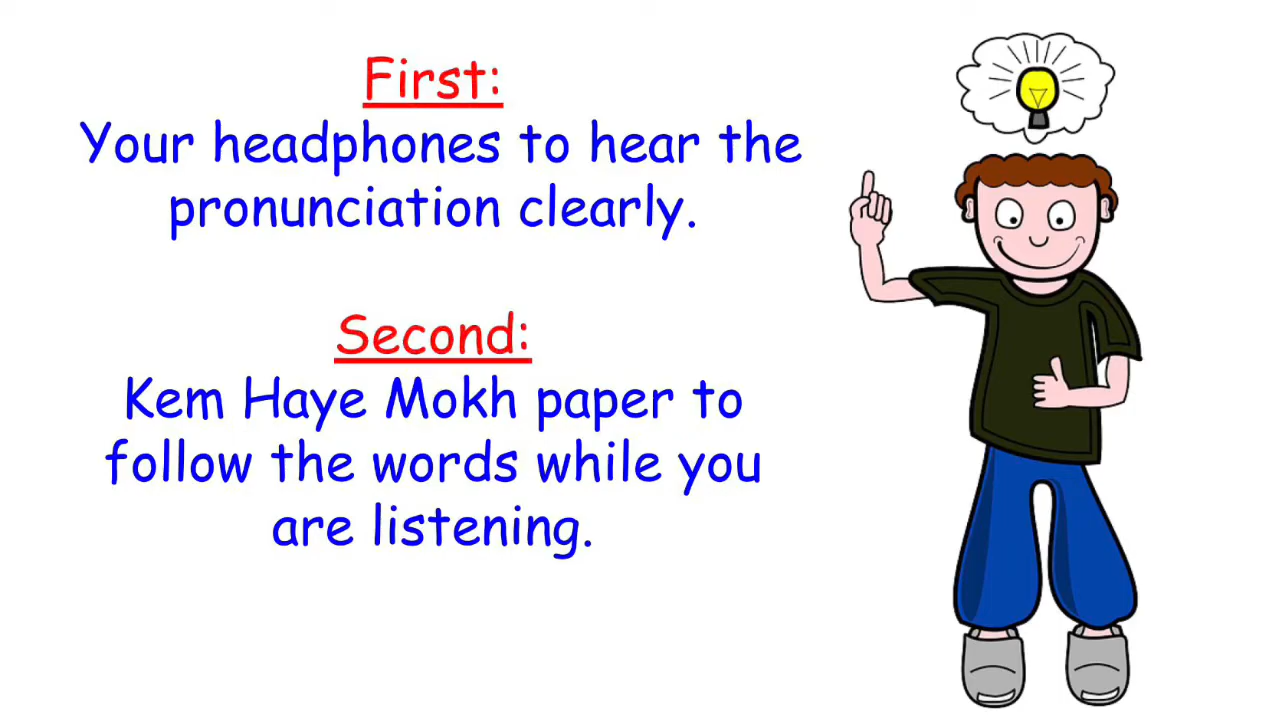 First:
Your headphones to hear the
pronunciation clearly.
Second:
Kem Haye Mokh paper to
follow the words while you
are listening.